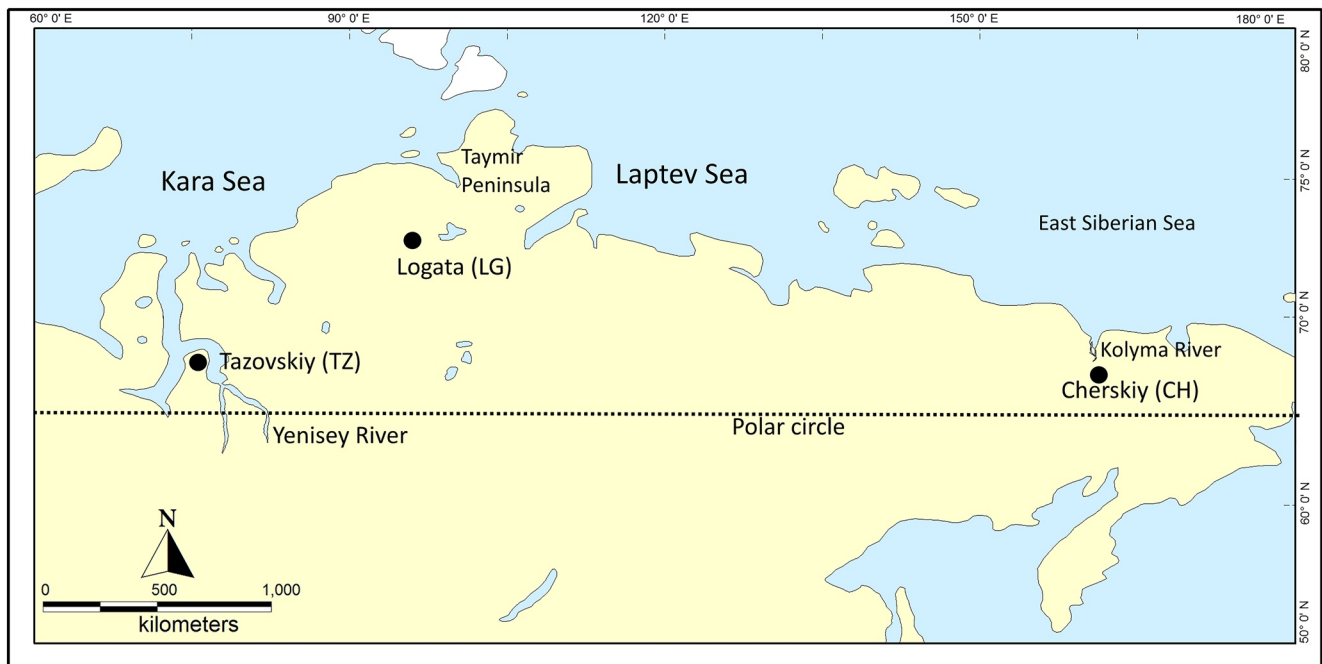 60° 0' E
90° 0' E
120° 0' E
150° 0' E
180° 0' E
80° 0' N
Taymir
Peninsula
Kara Sea
Laptev Sea
75° 0' N
East Siberian Sea
Logata (LG)
70° 0' N
Tazovskiy (TZ)
Kolyma River
Cherskiy (CH)
Polar circle
Yenisey River
60° 0' N
N
0 500 1,000
kilometers
50° 0' N